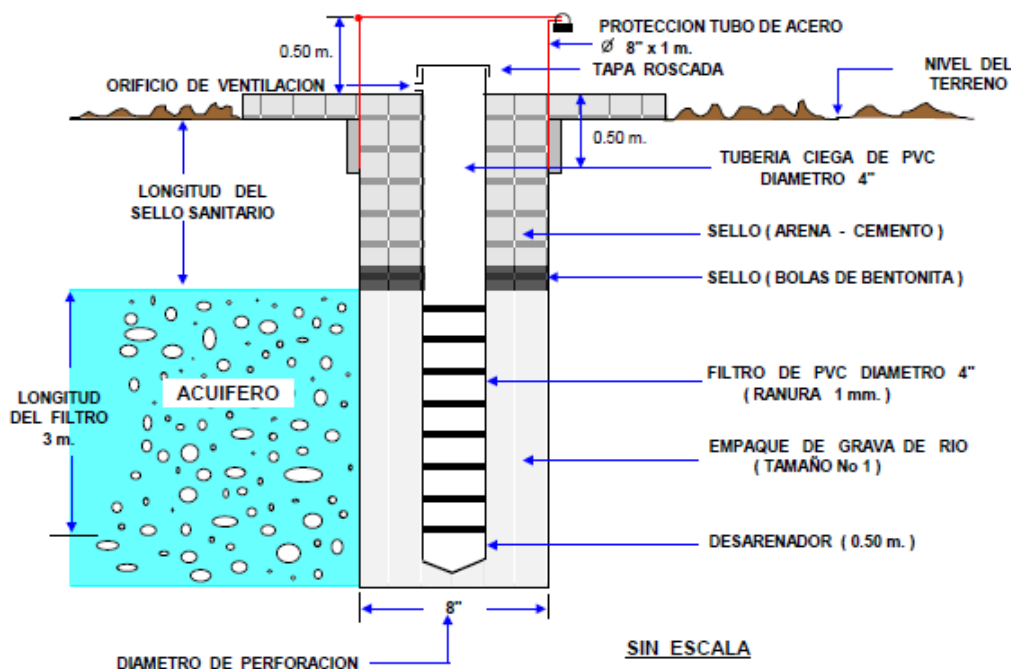 PROTECCION TUBO DE ACERO
Ø 8" x 1 m.
TAPA ROSCADA
0.50 m.
ORIFICIO DE VENTILACION
NIVEL DEL
TERRENO
0.50 m.
TUBERIA CIEGA DE PVC
DIAMETRO 4"
LONGITUD DEL
SELLO SANITARIO
SELLO ( ARENA - CEMENTO )
SELLO ( BOLAS DE BENTONITA )
ACUIFERO
LONGITUD
DEL FILTRO
3 m.
FILTRO DE PVC DIAMETRO 4"
( RANURA 1 mm. )
EMPAQUE DE GRAVA DE RIO
( TAMAÑO No 1 )
DESARENADOR ( 0.50 m. )
8"
DIAMETRO DE PERFORACION
SIN ESCALA